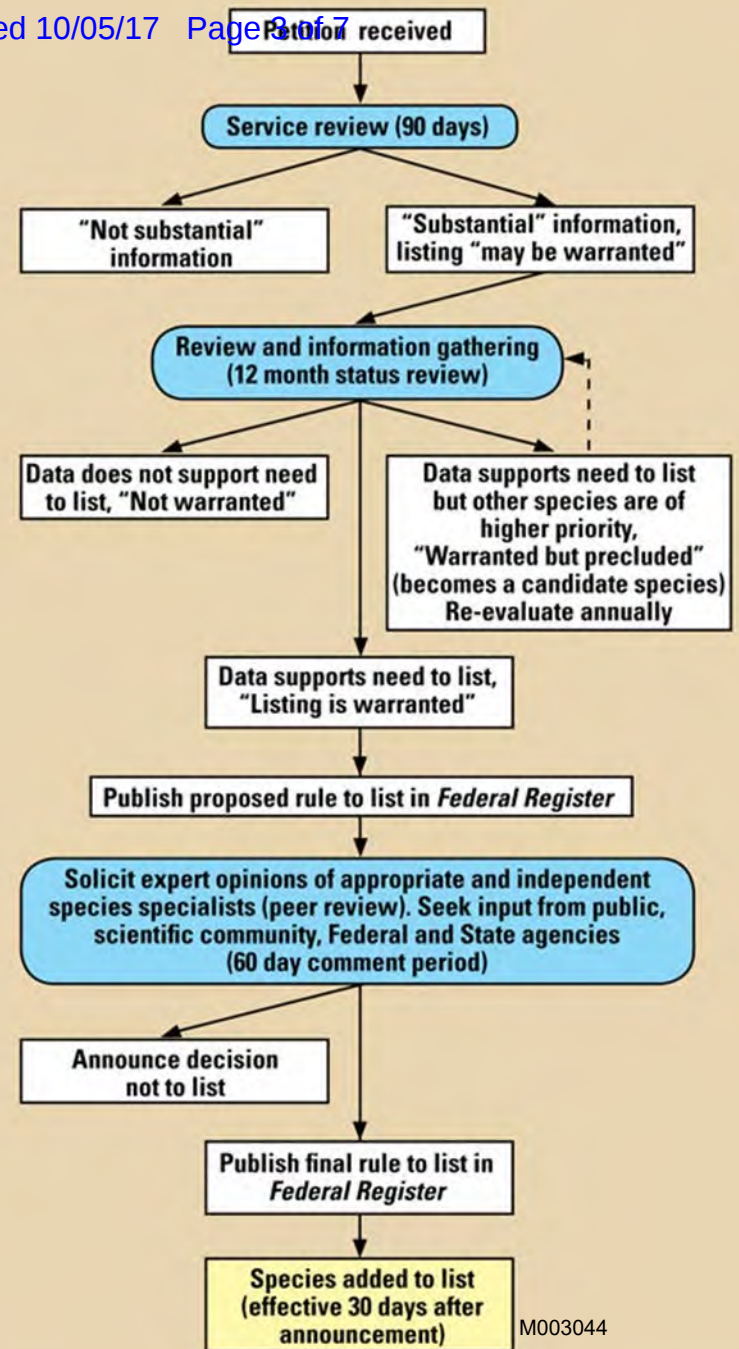 ed 10/05/17 Page 3 of 7
Petition received
Service review (90 days)
“Not substantial”
information
“Substantial” information,
listing “may be warranted”
Review and information gathering
(12 month status review)
Data does not support need
to list, “Not warranted”
Data supports need to list
but other species are of
higher priority,
“Warranted but precluded”
(becomes a candidate species)
Re-evaluate annually
Data supports need to list,
“Listing is warranted”
Publish proposed rule to list in Federal Register
Solicit expert opinions of appropriate and independent
species specialists (peer review). Seek input from public,
scientific community, Federal and State agencies
(60 day comment period)
Announce decision
not to list
Publish final rule to list in
Federal Register
Species added to list
(effective 30 days after
announcement)
M003044